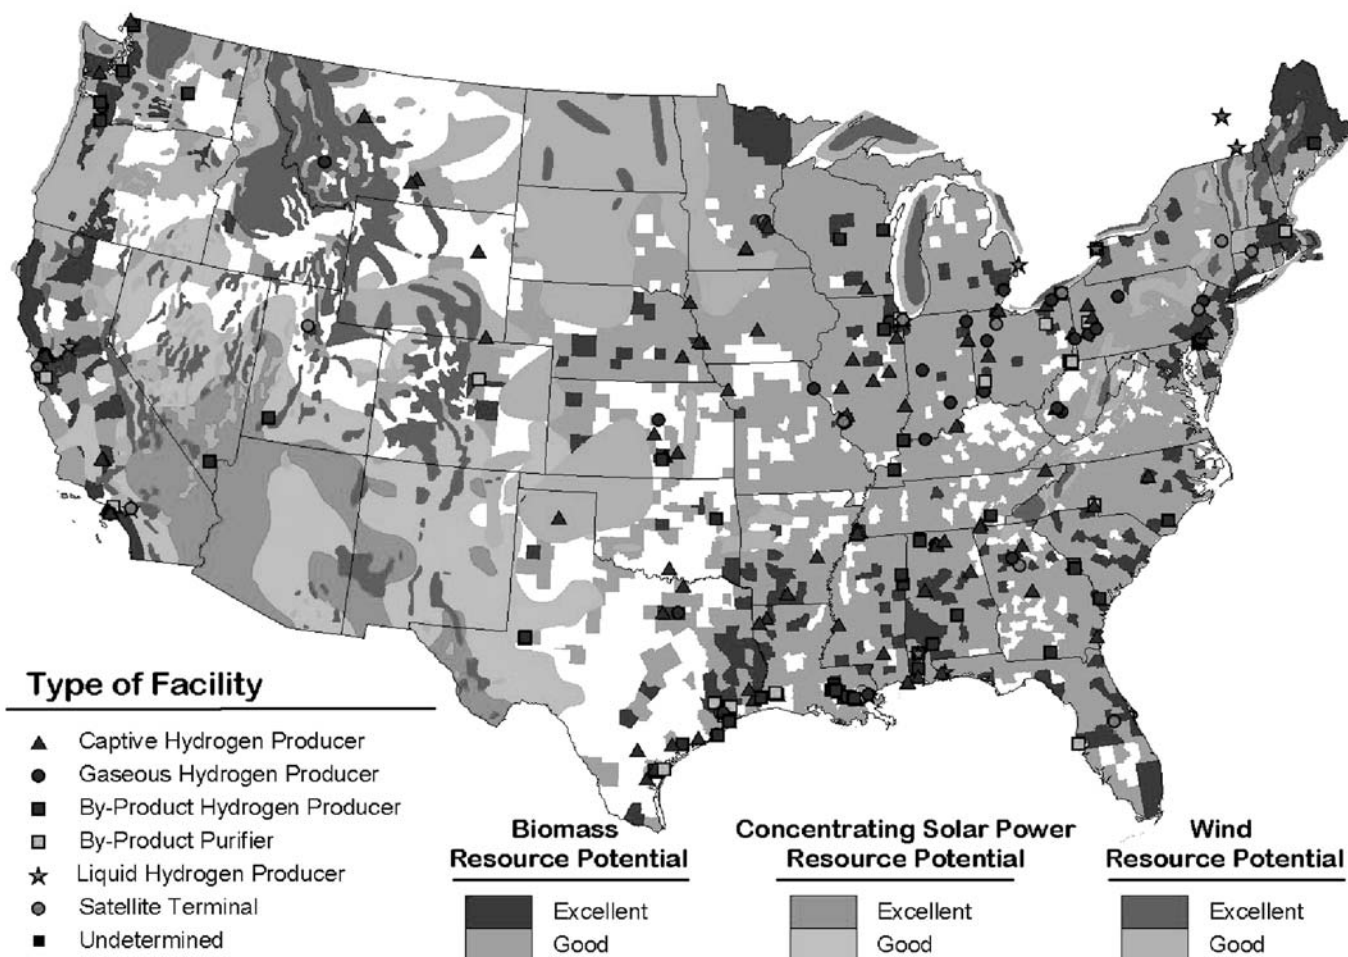 Type of Facility
Captive Hydrogen Producer
Gaseous Hydrogen Producer
By-Product Hydrogen Producer
By-Product Purifier
Liquid Hydrogen Producer
Satellite Terminal
Undetermined
Biomass
Resource Potential
Excellent
Good
Concentrating Solar Power
Resource Potential
Excellent
Good
Wind
Resource Potential
Excellent
Good